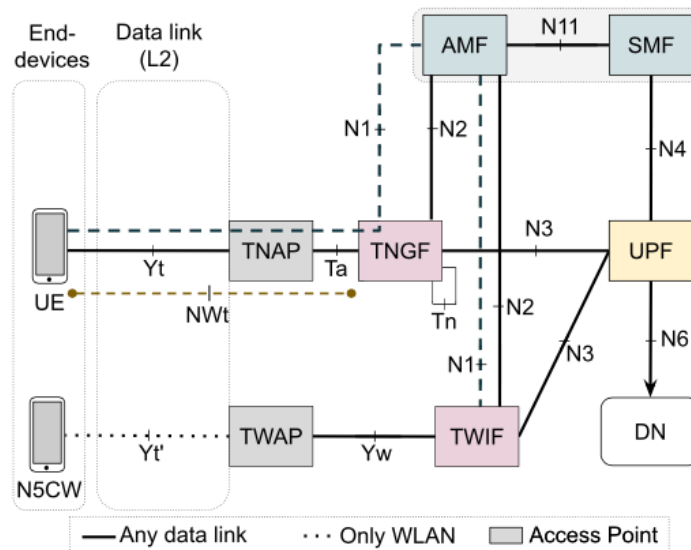 End-
devices
Data link
(L2)
AMF
N11
SMF
N1
N2
N4
UE
Yt
TNAP
Ta
TNGF
N3
UPF
NWt
Tn
N2
N1
N3
N6
N5CW
Yt'
TWAP
Yw
TWIF
DN
Any data link
Only WLAN
Access Point